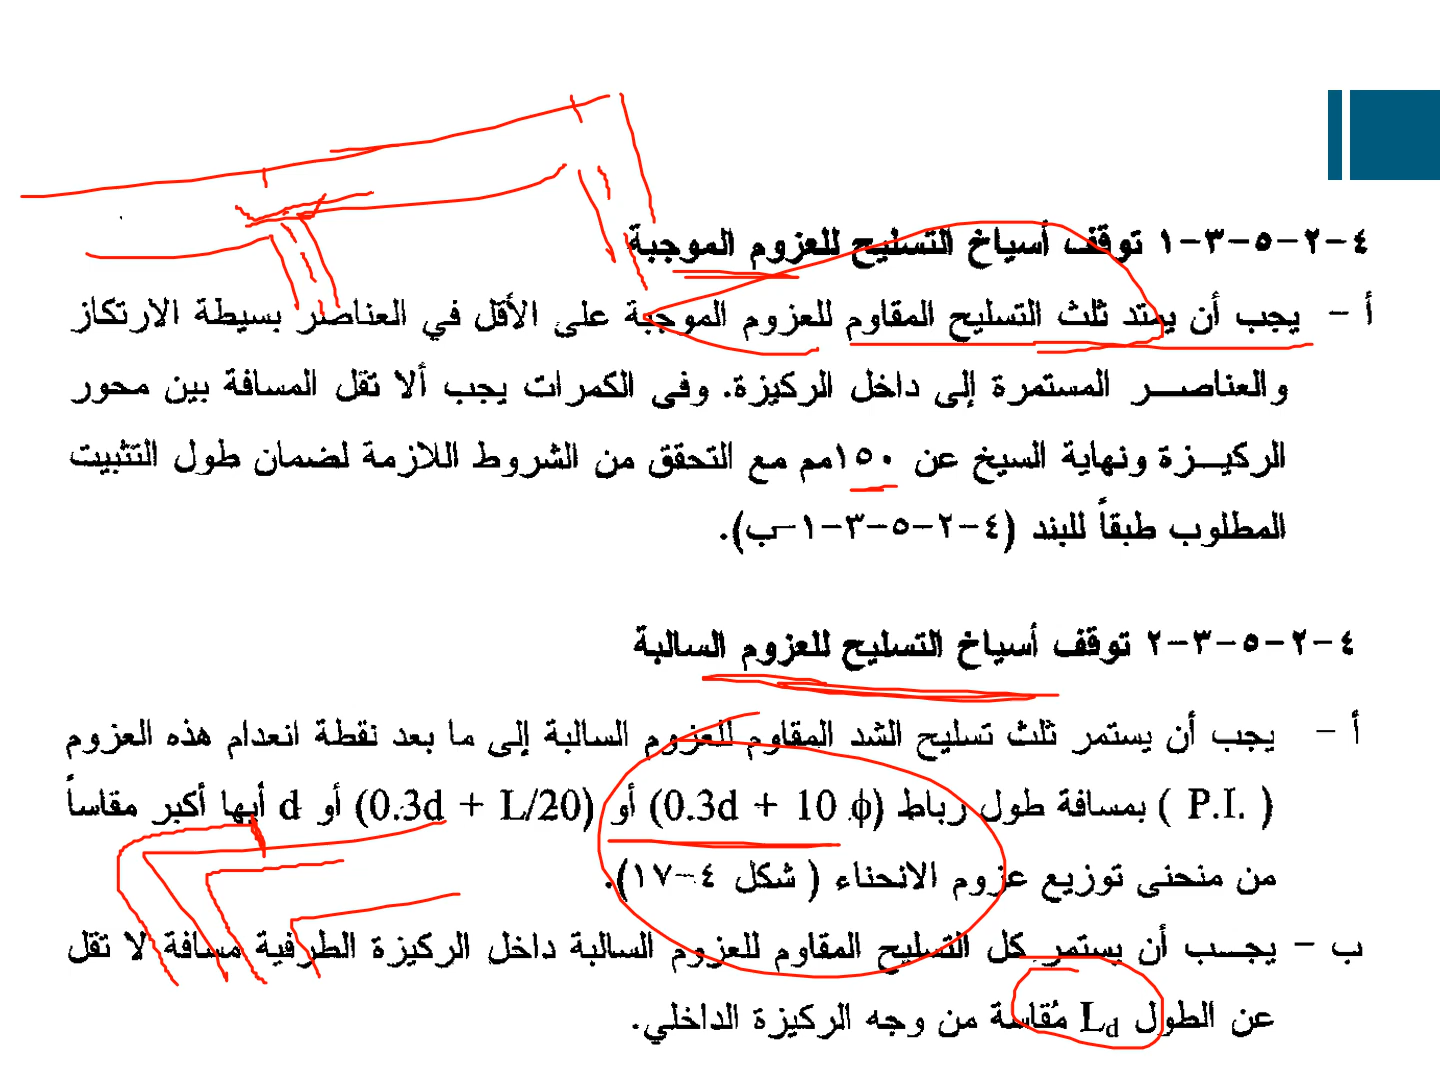 ٤-٢-٥-٣-١ توقف أسياخ التسليح للعزوم الموجبة
أ - يجب أن يمتد ثلث التسليح المقاوم للعزوم الموجبة على الأقل في العناصر بسيطة الارتكاز
والعناصر المستمرة إلى داخل الركيزة. وفى الكمرات يجب ألا تقل المسافة بين محور
الركيزة ونهاية السيخ عن ١٥٠مم مع التحقق من الشروط اللازمة لضمان طول التثبيت
المطلوب طبقاً للبند (٤-٢-٥-٣-١-ب).
٤-٢-٥-٣-٢ توقف أسياخ التسليح للعزوم السالبة
أ - يجب أن يستمر ثلث تسليح الشد المقاوم للعزوم السالبة إلى ما بعد نقطة انعدام هذه العزوم
( P.I. ) بمسافة طول رباط (0.3d + 10 ϕ) أو (0.3d + L/20) أو d أيها أكبر مقاساً
من منحنى توزيع عزوم الانحناء ( شكل ٤-١٧).
ب - يجب أن يستمر كل التسليح المقاوم للعزوم السالبة داخل الركيزة الطرفية مسافة لا تقل
عن الطول Ld مُقاسة من وجه الركيزة الداخلي.